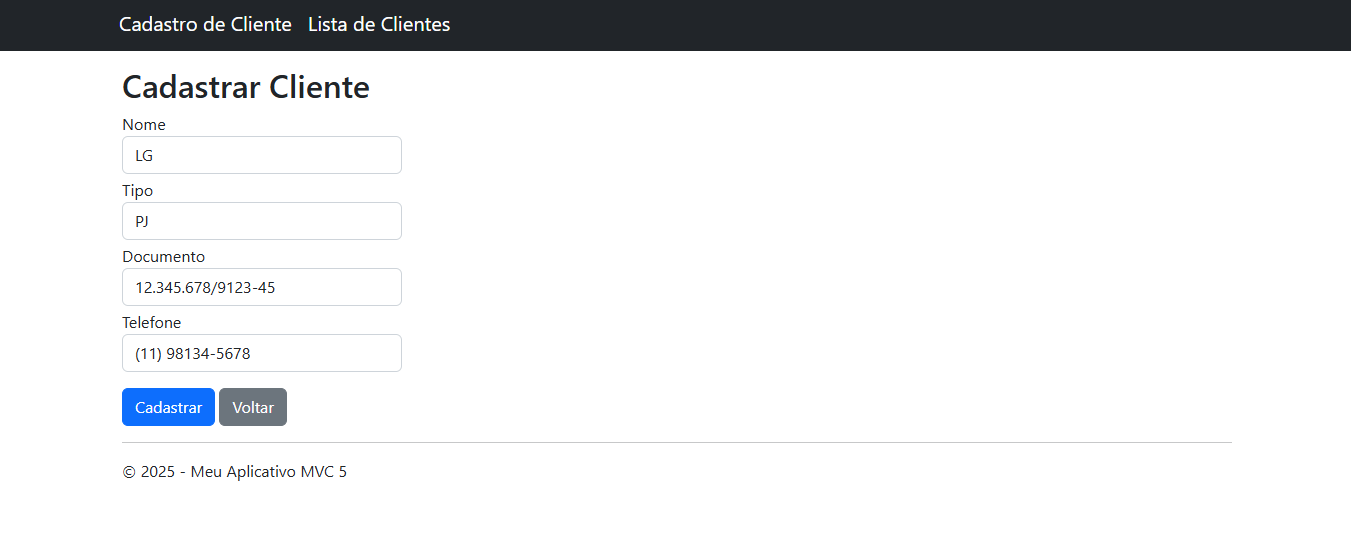 Cadastro de Cliente Lista de Clientes
Cadastrar Cliente
Nome
LG
Tipo
PJ
Documento
12.345.678/9123-45
Telefone
(11) 98134-5678
Cadastrar Voltar
© 2025 - Meu Aplicativo MVC 5